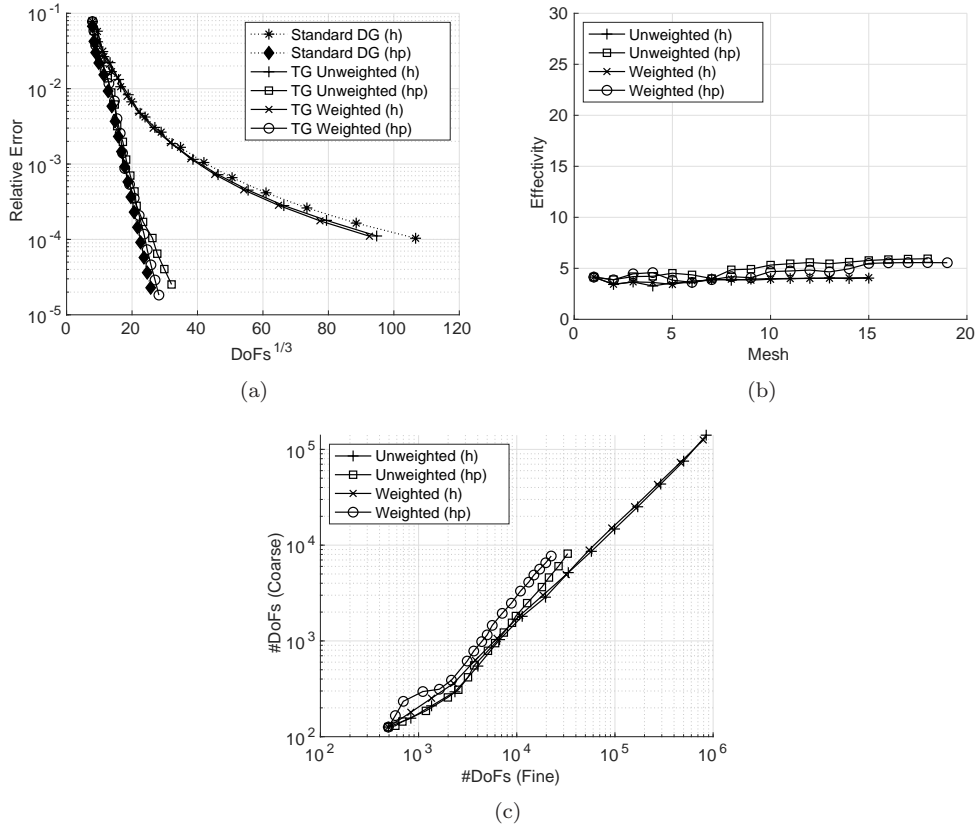 10^-1
10^-2
10^-3
10^-4
10^-5
Relative Error
Standard DG (h)
Standard DG (hp)
TG Unweighted (h)
TG Unweighted (hp)
TG Weighted (h)
TG Weighted (hp)
0 20 40 60 80 100 120
DoFs^1/3
(a)
30
25
20
15
10
5
0
Effectivity
Unweighted (h)
Unweighted (hp)
Weighted (h)
Weighted (hp)
0 5 10 15 20
Mesh
(b)
10^5
10^4
10^3
10^2
#DoFs (Coarse)
Unweighted (h)
Unweighted (hp)
Weighted (h)
Weighted (hp)
10^2 10^3 10^4 10^5 10^6
#DoFs (Fine)
(c)